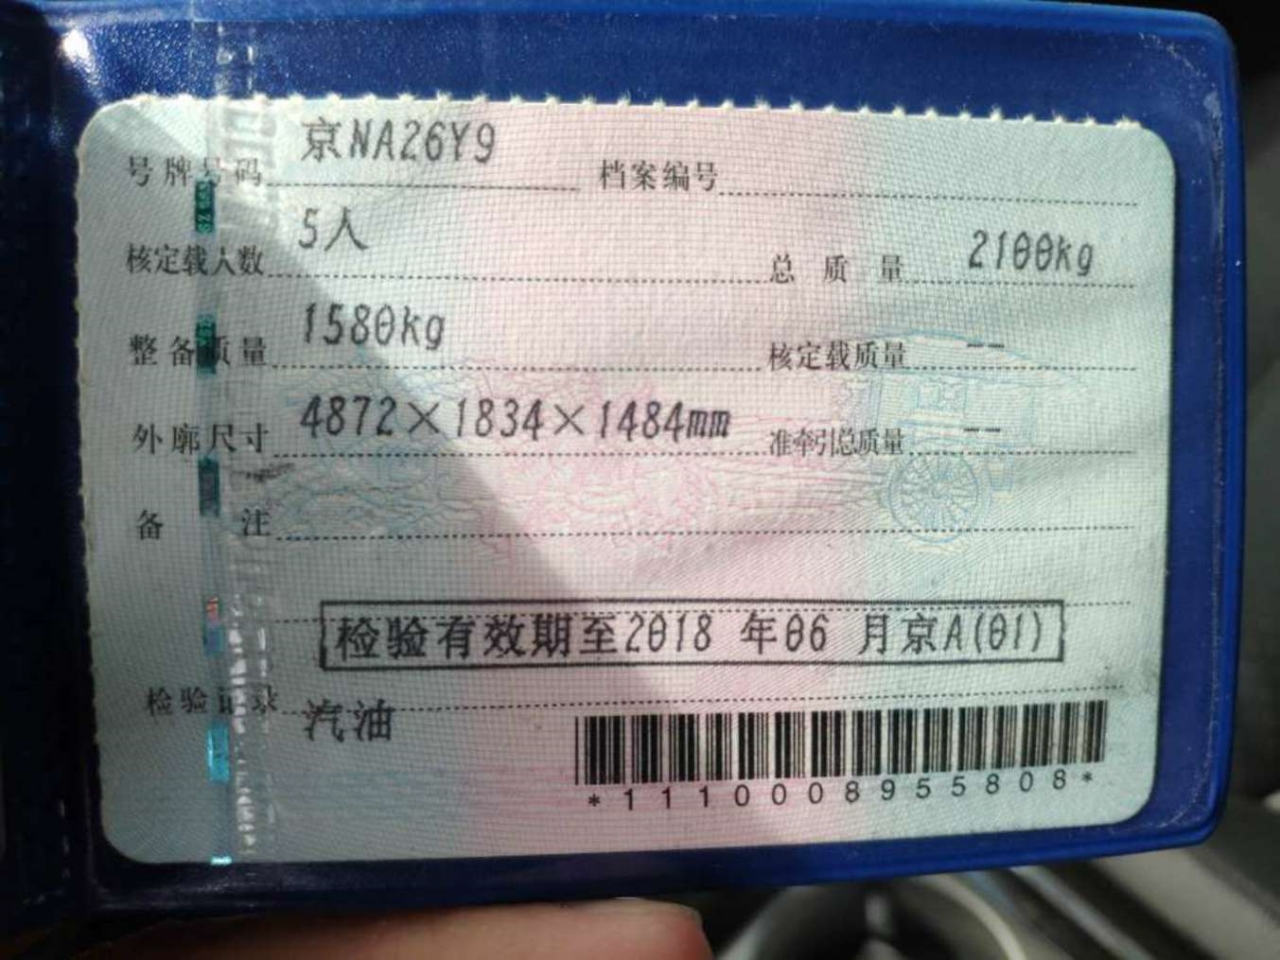 号牌号码 京NA26Y9 档案编号
核定载人数 5人 总质量 2100kg
整备质量 1580kg 核定载质量 --
外廓尺寸 4872×1834×1484mm 准牵引总质量 --
备注
检验有效期至2018 年06 月京A(01)
检验记录 汽油
*1110008955808*